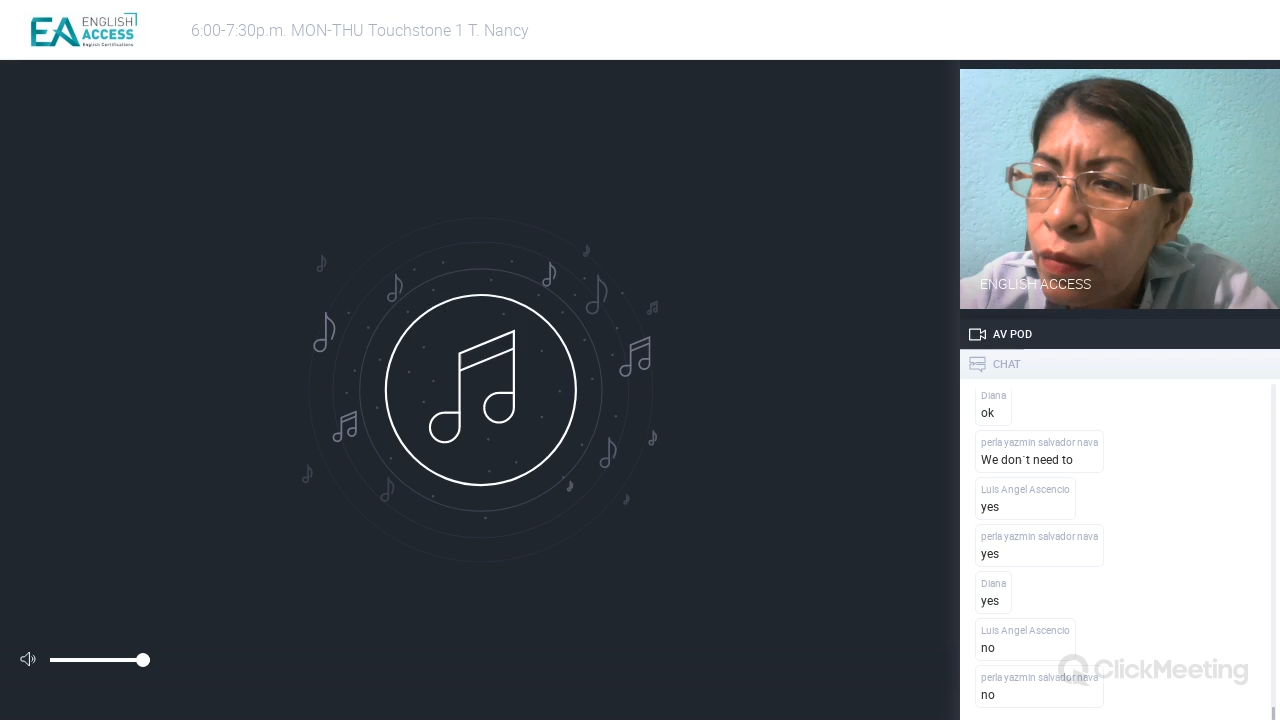 EA ENGLISH ACCESS
English Certifications
6:00-7:30p.m. MON-THU Touchstone 1 T. Nancy
ENGLISH ACCESS
AV POD
CHAT
Diana
ok
perla yazmin salvador nava
We don´t need to
Luis Angel Ascencio
yes
perla yazmin salvador nava
yes
Diana
yes
Luis Angel Ascencio
no
perla yazmin salvador nava
no
ClickMeeting